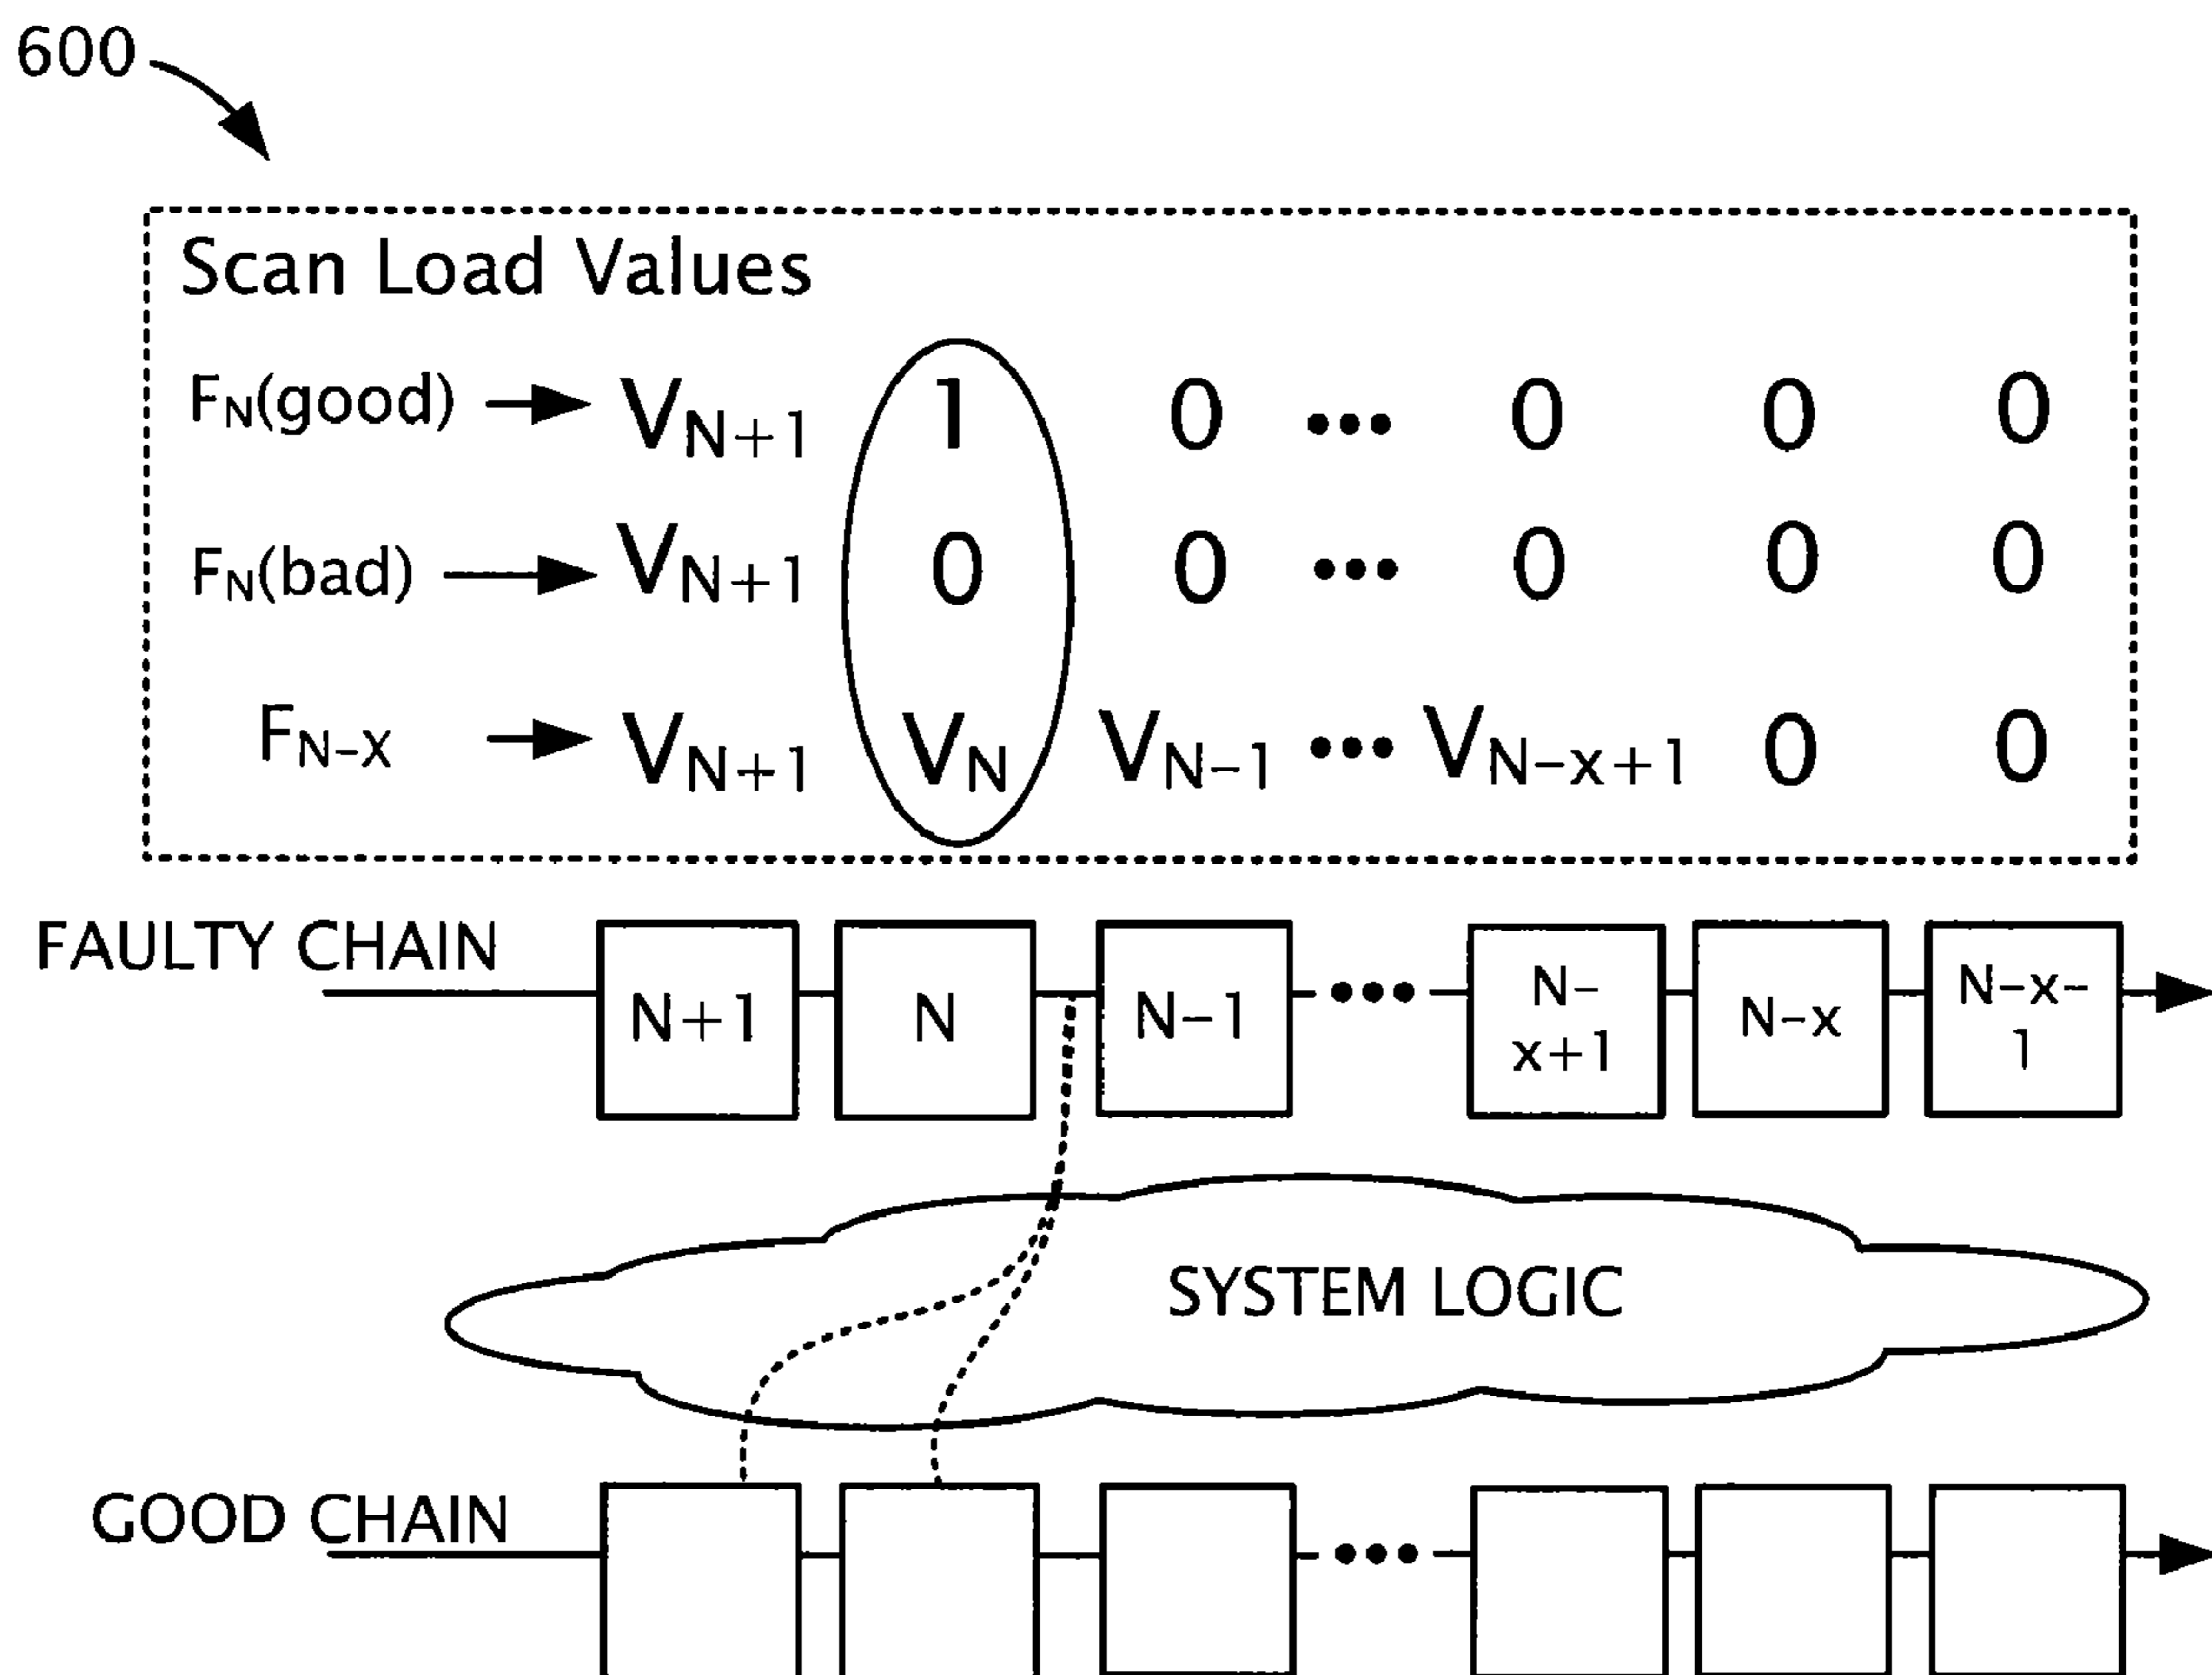 600
Scan Load Values
FN(good) VN+1 1 0 ••• 0 0 0
FN(bad) VN+1 0 0 ••• 0 0 0
FN-X VN+1 VN VN-1 ••• VN-x+1 0 0
FAULTY CHAIN
N+1 N N-1 ••• N-x+1 N-x N-x-1
SYSTEM LOGIC
GOOD CHAIN
•••